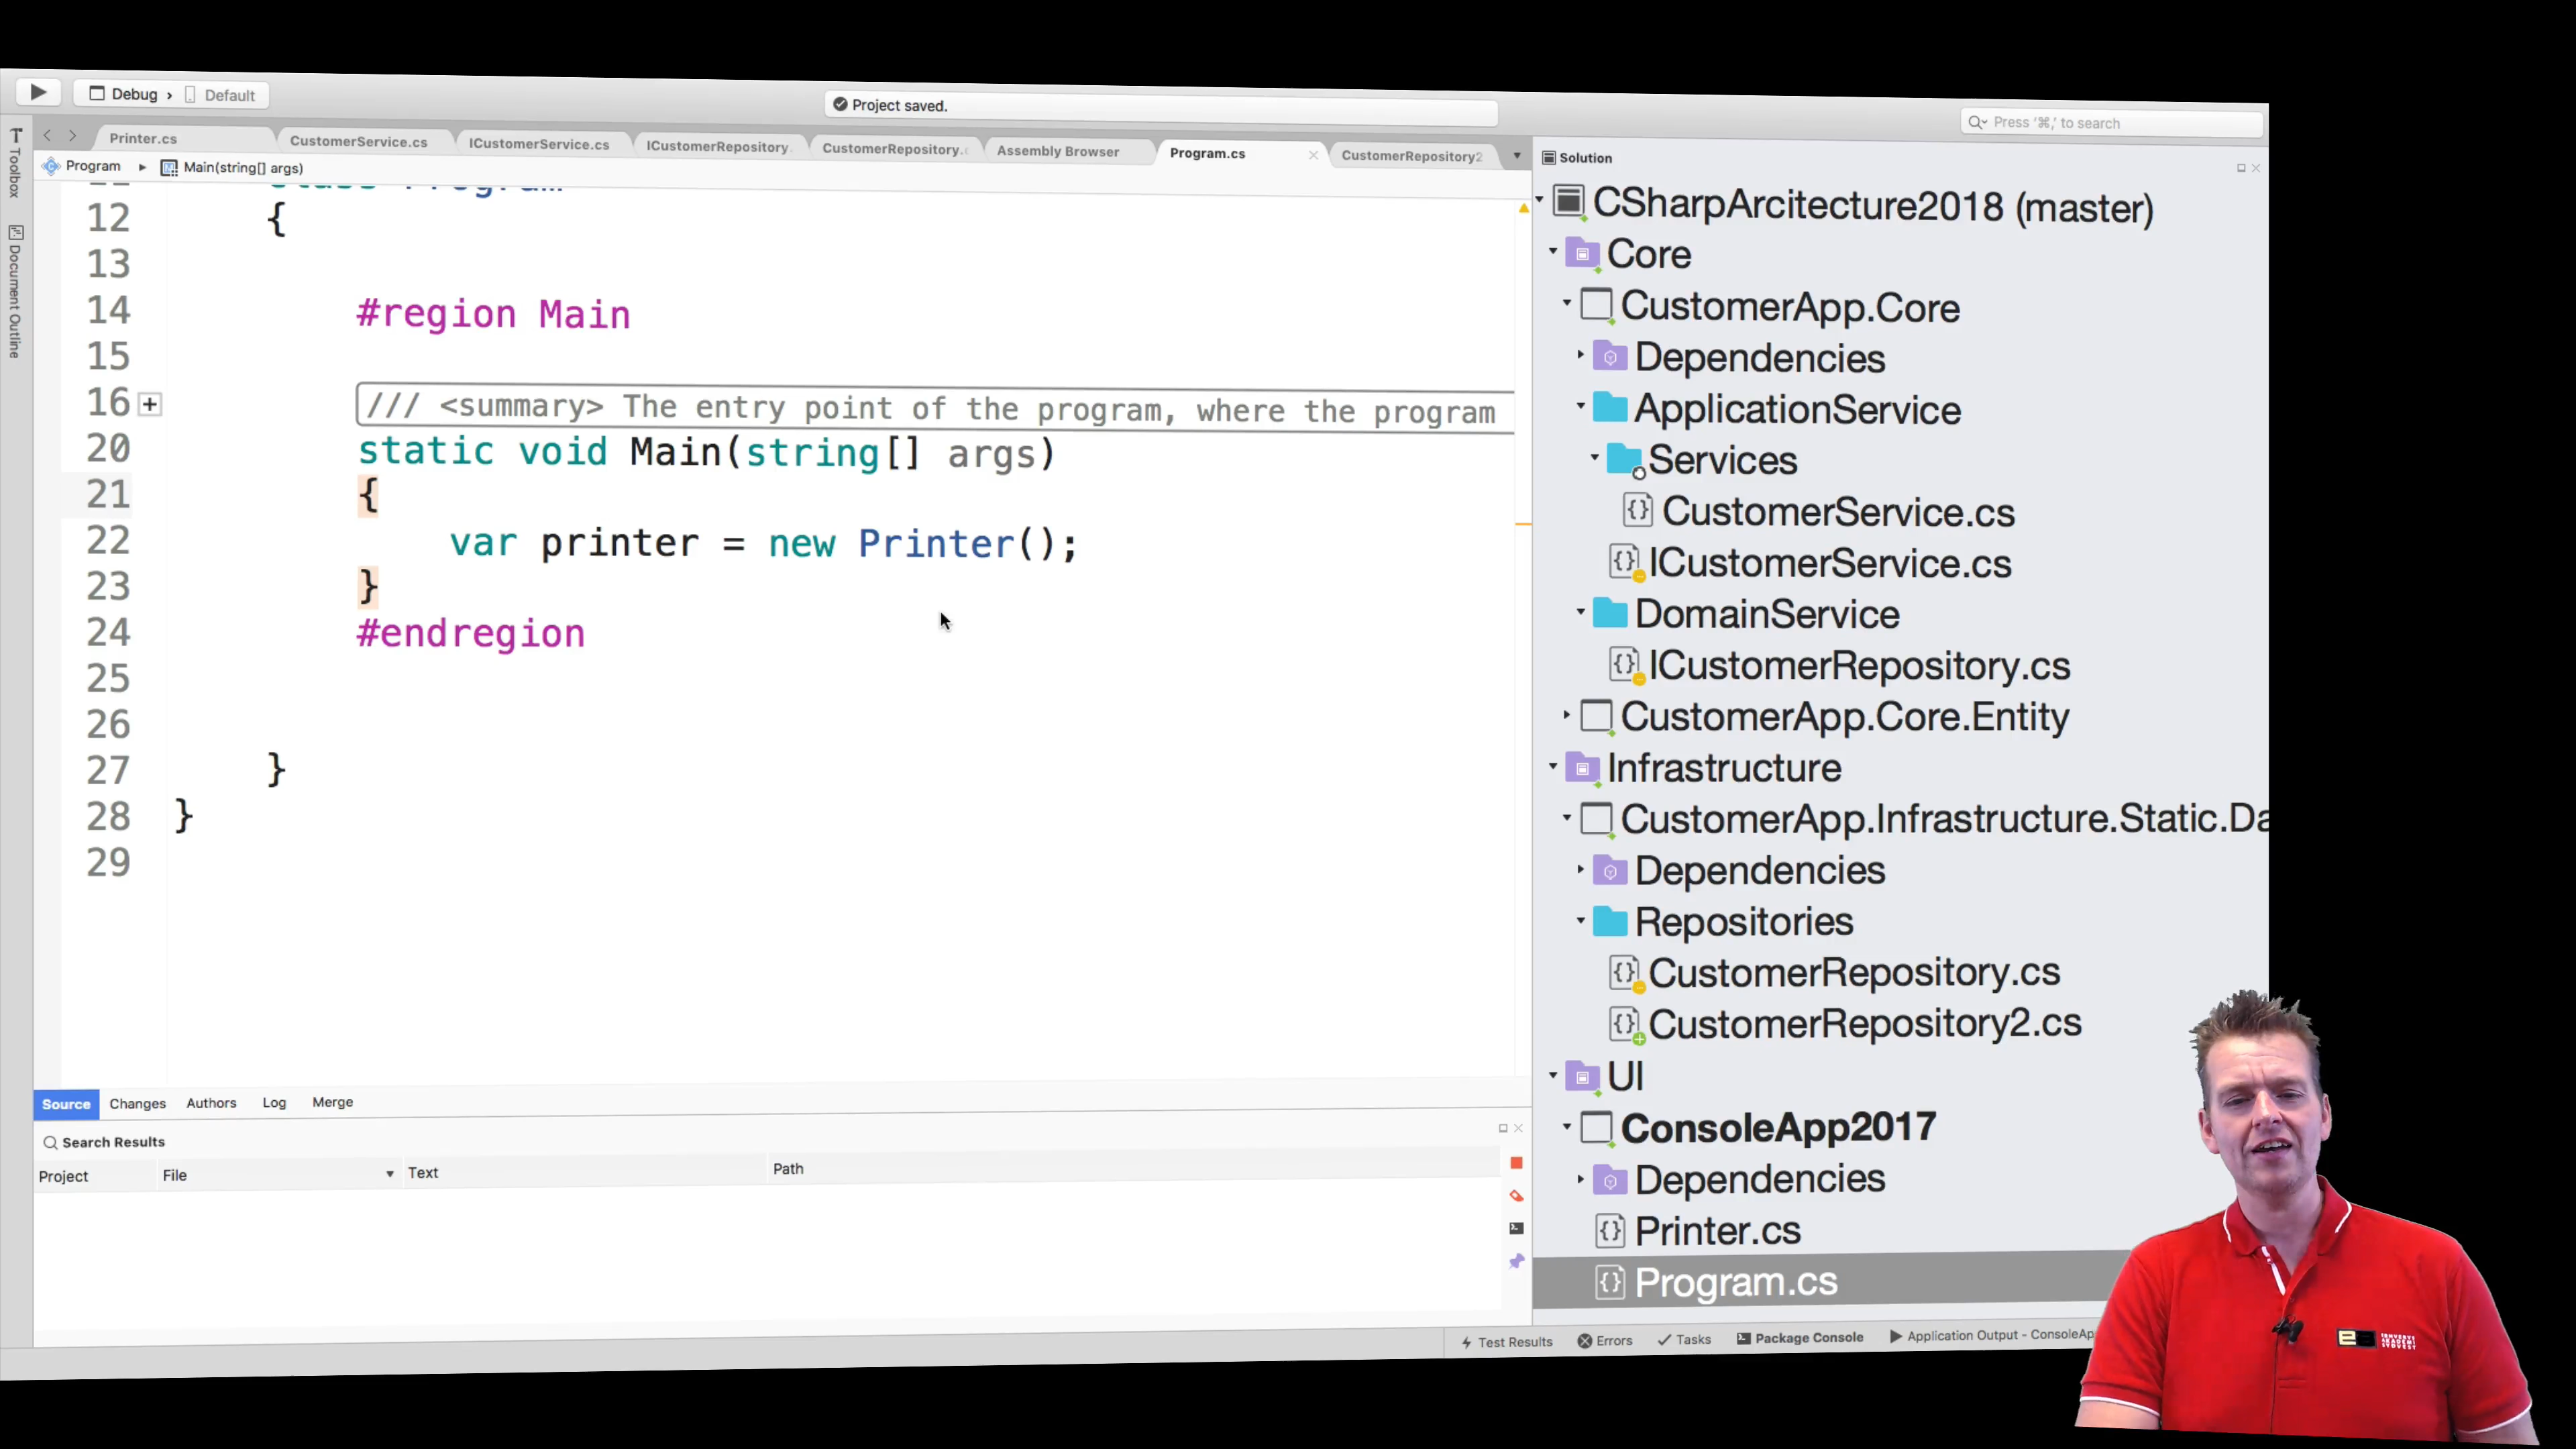 Debug › Default
Project saved.
Press '⌘,' to search
Printer.cs
CustomerService.cs
ICustomerService.cs
ICustomerRepository
CustomerRepository.
Assembly Browser
Program.cs
CustomerRepository2
Program ▸ Main(string[] args)
Toolbox
Document Outline
12 {
13
14 #region Main
15
16 /// <summary> The entry point of the program, where the program
20 static void Main(string[] args)
21 {
22 var printer = new Printer();
23 }
24 #endregion
25
26
27 }
28 }
29
Source Changes Authors Log Merge
Search Results
Project File Text Path
Solution
CSharpArcitecture2018 (master)
Core
CustomerApp.Core
Dependencies
ApplicationService
Services
CustomerService.cs
ICustomerService.cs
DomainService
ICustomerRepository.cs
CustomerApp.Core.Entity
Infrastructure
CustomerApp.Infrastructure.Static.Da
Dependencies
Repositories
CustomerRepository.cs
CustomerRepository2.cs
UI
ConsoleApp2017
Dependencies
Printer.cs
Program.cs
Test Results Errors Tasks Package Console Application Output - ConsoleAp